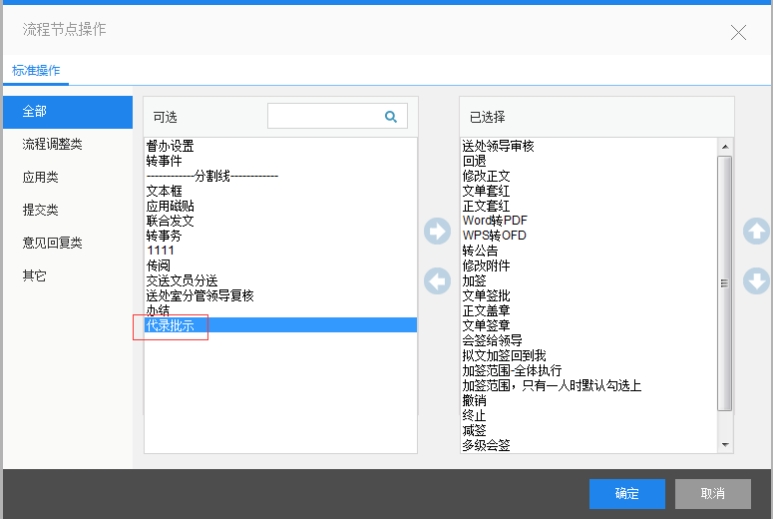 流程节点操作
标准操作
全部
流程调整类
应用类
提交类
意见回复类
其它
可选
督办设置
转事件
------------分割线------------
文本框
应用磁贴
联合发文
转事务
1111
传阅
交送文员分送
送处室分管领导复核
办结
代录批示
已选择
送处领导审核
回退
修改正文
文单套红
正文套红
Word转PDF
WPS转OFD
转公告
修改附件
加签
文单签批
正文盖章
文单签章
会签给领导
拟文加签回到我
加签范围-全体执行
加签范围，只有一人时默认勾选上
撤销
终止
减签
多级会签
确定
取消